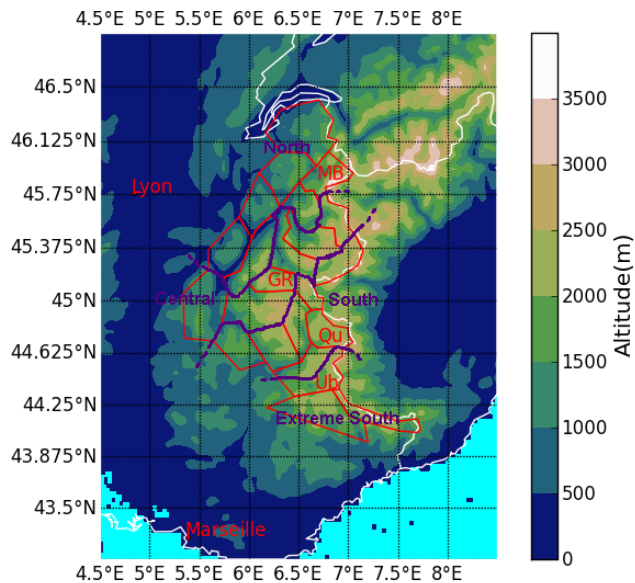 4.5°E 5°E 5.5°E 6°E 6.5°E 7°E 7.5°E 8°E
46.5°N
46.125°N
45.75°N
45.375°N
45°N
44.625°N
44.25°N
43.875°N
43.5°N
North
MB
Lyon
GR
Central
South
Qu
Ub
Extreme South
Marseille
4.5°E 5°E 5.5°E 6°E 6.5°E 7°E 7.5°E 8°E
3500
3000
2500
2000
1500
1000
500
0
Altitude(m)